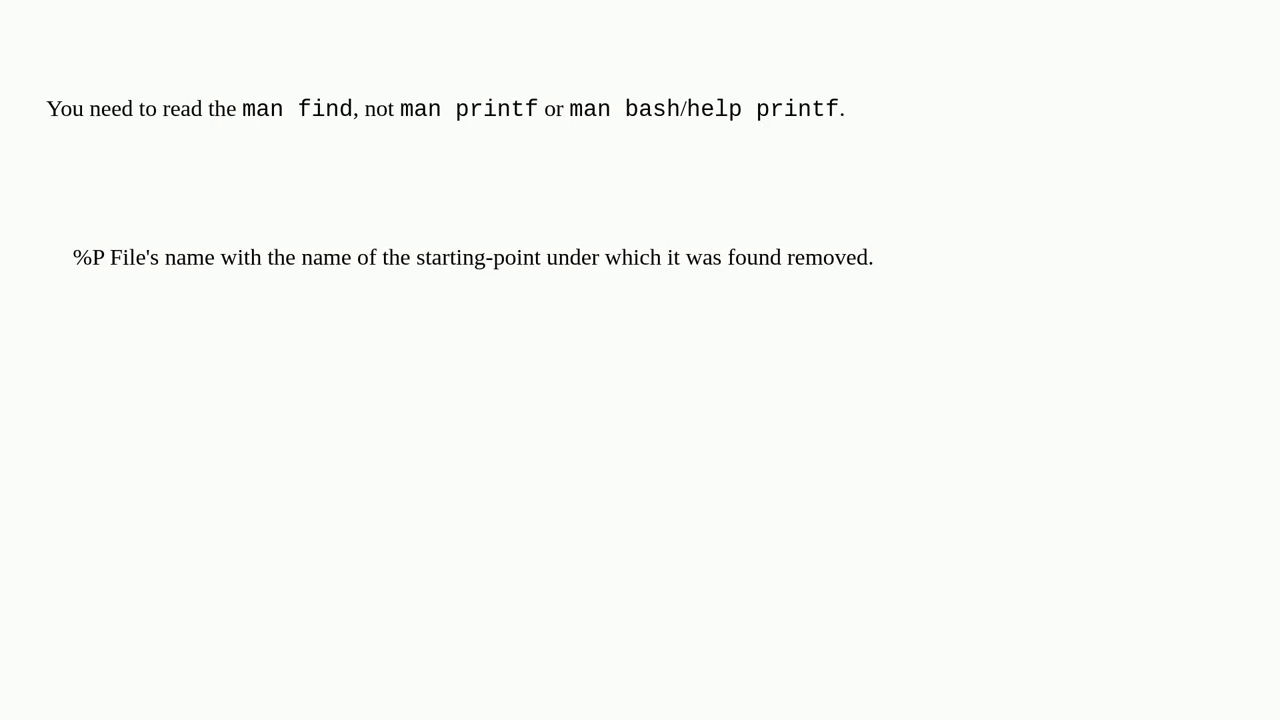 You need to read the man find, not man printf or man bash/help printf.
%P File's name with the name of the starting-point under which it was found removed.